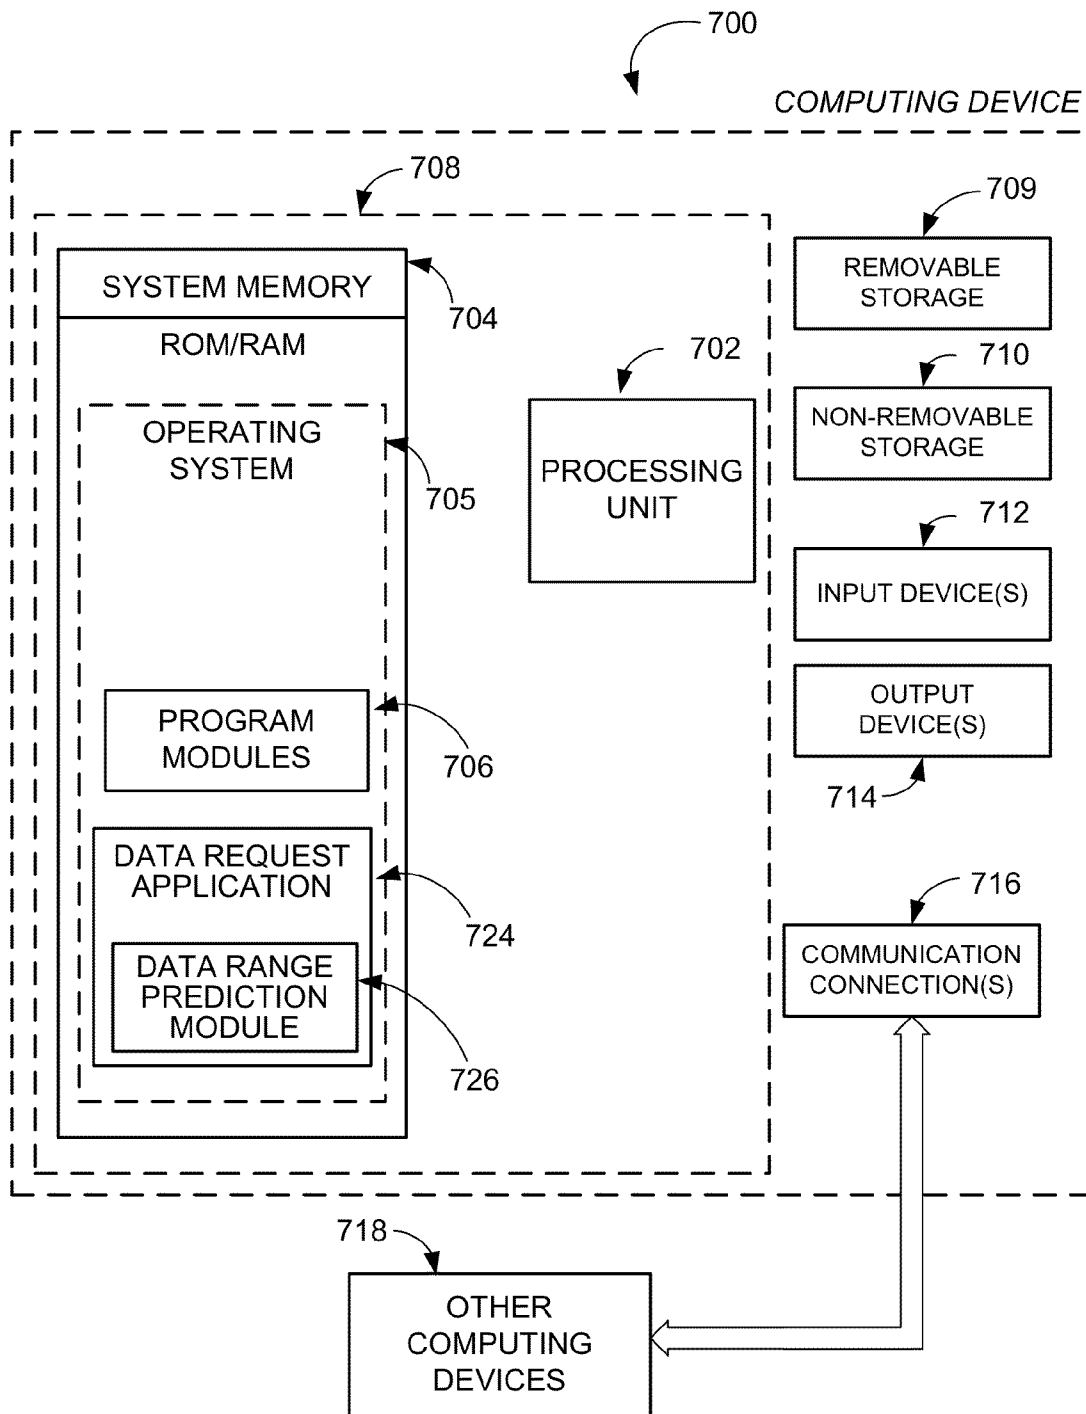 700
COMPUTING DEVICE
708
709
SYSTEM MEMORY
704
REMOVABLE
STORAGE
ROM/RAM
702
710
OPERATING
SYSTEM
705
PROCESSING
UNIT
NON-REMOVABLE
STORAGE
712
INPUT DEVICE(S)
PROGRAM
MODULES
706
OUTPUT
DEVICE(S)
714
DATA REQUEST
APPLICATION
724
716
DATA RANGE
PREDICTION
MODULE
726
COMMUNICATION
CONNECTION(S)
718
OTHER
COMPUTING
DEVICES